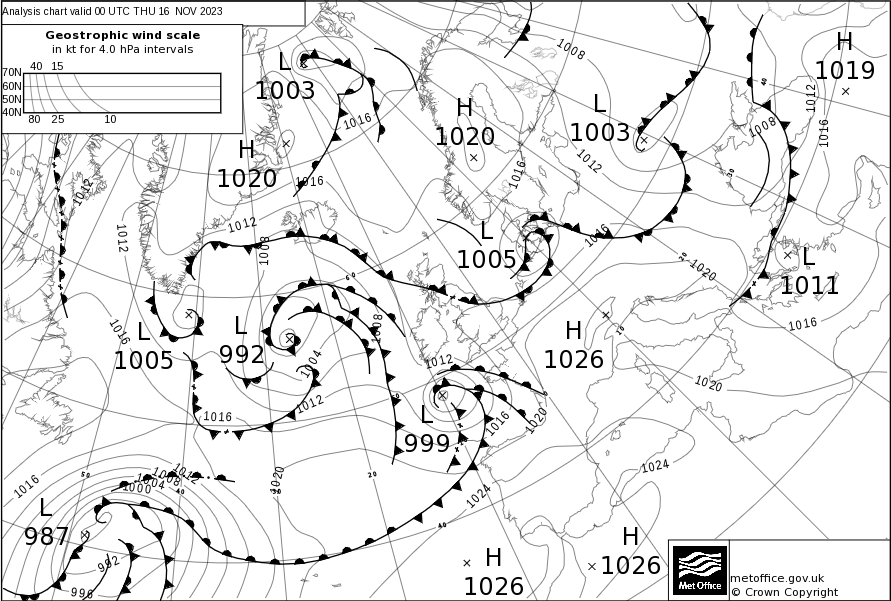 Analysis chart valid 00 UTC THU 16 NOV 2023
Geostrophic wind scale
in kt for 4.0 hPa intervals
40 15
70N
60N
50N
40N
80 25 10
L
1003
H
1020
H
1020
L
1003
H
1019
L
1005
L
1011
L
1005
L
992
H
1026
L
999
L
987
H
1026
H
1026
1008
1012
1016
1008
1016
1012
1016
1016
1012
1012
1012
1008
1016
1020
1016
1020
1016
1008
1004
1012
1012
1016
1016
1020
1024
1024
1020
1016
1012
1008
1004
1000
992
996
Met Office
metoffice.gov.uk
© Crown Copyright